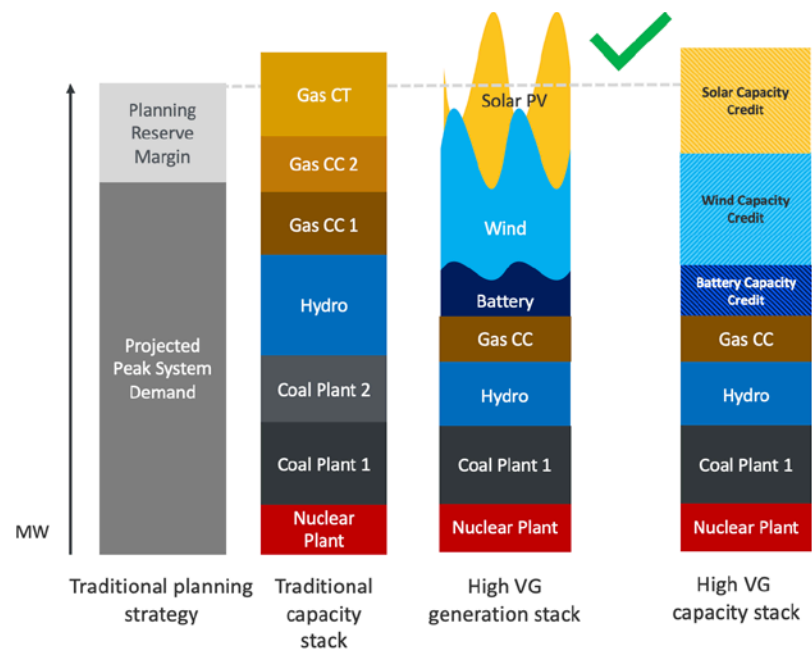 MW
Planning
Reserve
Margin
Projected
Peak System
Demand
Traditional planning
strategy
Gas CT
Gas CC 2
Gas CC 1
Hydro
Coal Plant 2
Coal Plant 1
Nuclear
Plant
Traditional
capacity
stack
Solar PV
Wind
Battery
Gas CC
Hydro
Coal Plant 1
Nuclear Plant
High VG
generation stack
Solar Capacity
Credit
Wind Capacity
Credit
Battery Capacity
Credit
Gas CC
Hydro
Coal Plant 1
Nuclear Plant
High VG
capacity stack